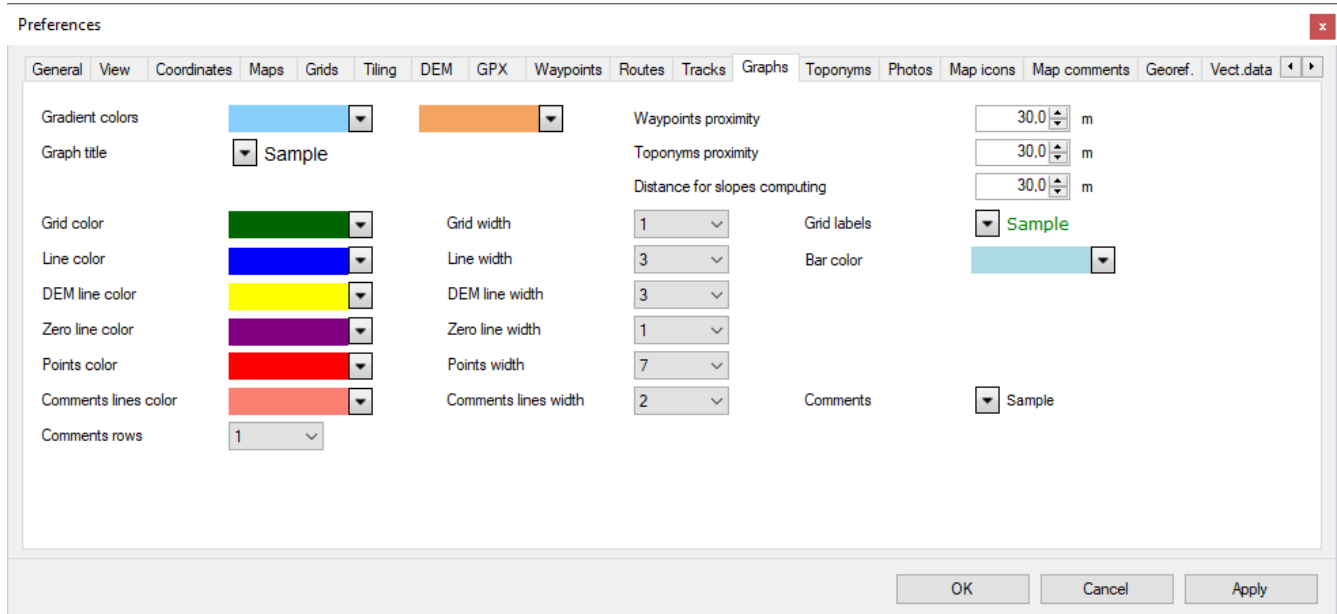 Preferences
x
General View Coordinates Maps Grids Tiling DEM GPX Waypoints Routes Tracks Graphs Toponyms Photos Map icons Map comments Georef. Vect.data
Gradient colors Waypoints proximity 30,0 m
Graph title Sample Toponyms proximity 30,0 m
Distance for slopes computing 30,0 m
Grid color Grid width 1 Grid labels Sample
Line color Line width 3 Bar color
DEM line color DEM line width 3
Zero line color Zero line width 1
Points color Points width 7
Comments lines color Comments lines width 2 Comments Sample
Comments rows 1
OK Cancel Apply